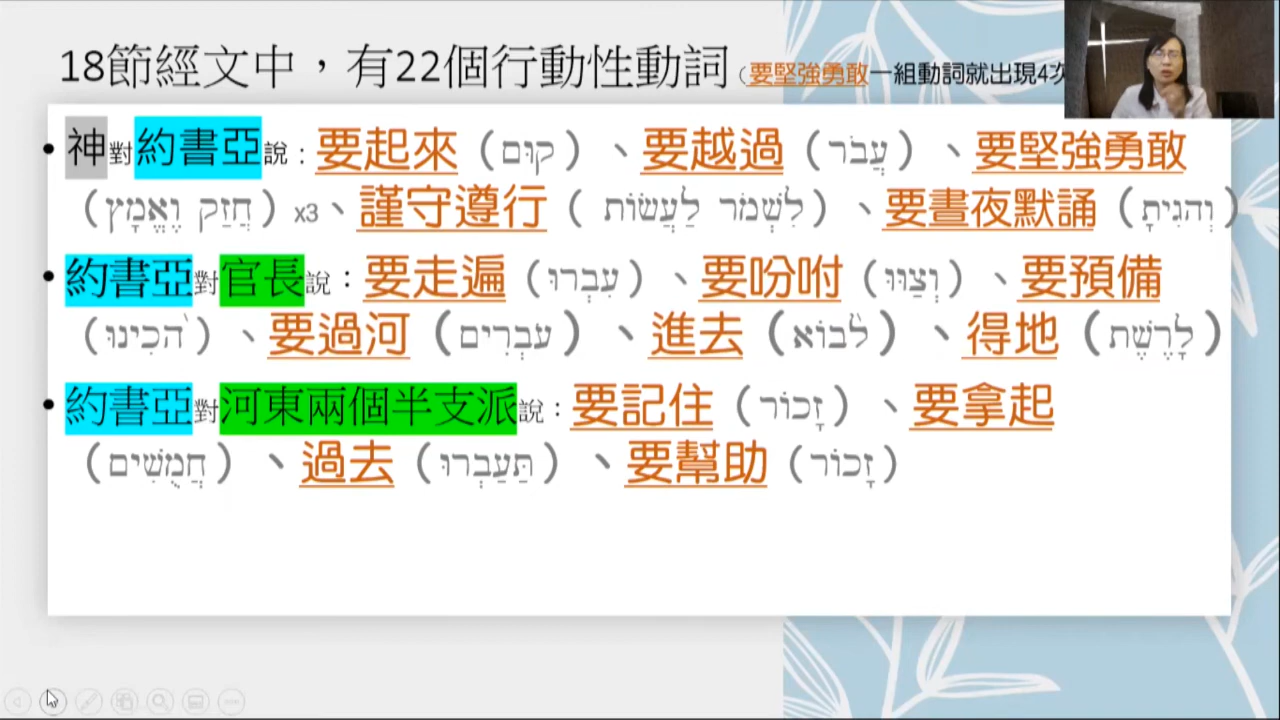 18節經文中，有22個行動性動詞（要堅強勇敢一組動詞就出現4次
• 神對約書亞說：要起來（קוּם）、要越過（עֲבֹר）、要堅強勇敢
（חֲזַק וֶאֱמָץ）x3、謹守遵行（ לִשְׁמֹר לַעֲשׂוֹת）、要晝夜默誦（וְהגִיתָ）
• 約書亞對官長說：要走遍（עִבְרוּ）、要吩咐（וְצַוּוּ）、要預備
（הכִינוּ）、要過河（עֹבְרִים）、進去（לבוֹא）、得地（לָרֶשֶׁת）
• 約書亞對河東兩個半支派說：要記住（זָכוֹר）、要拿起
（חֲמֻשִׁים）、過去（תַּעַבְרוּ）、要幫助（זָכוֹר）